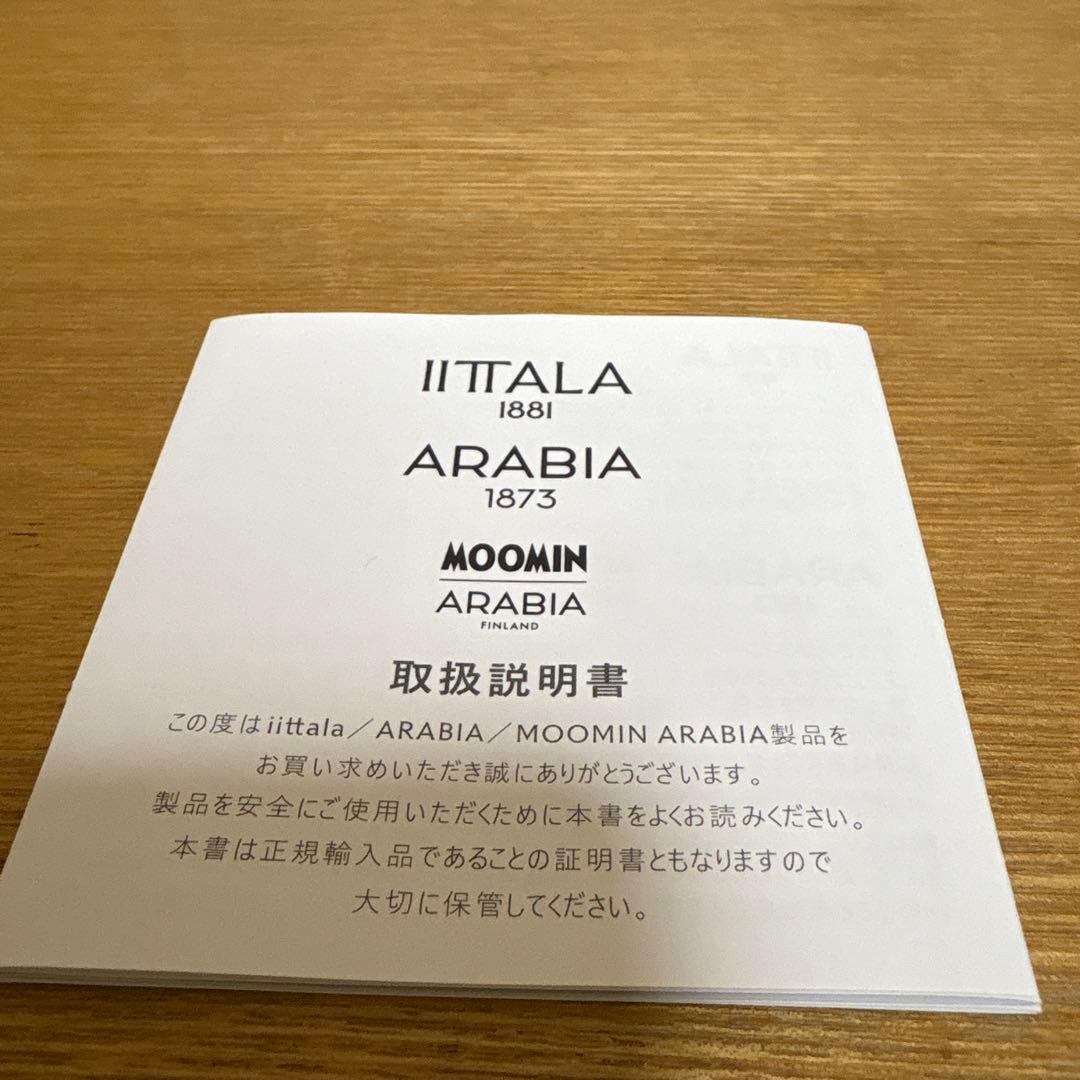 IITTALA
1881
ARABIA
1873
MOOMIN
ARABIA
FINLAND
取扱説明書
この度はiittala／ARABIA／MOOMIN ARABIA製品を
お買い求めいただき誠にありがとうございます。
製品を安全にご使用いただくために本書をよくお読みください。
本書は正規輸入品であることの証明書ともなりますので
大切に保管してください。